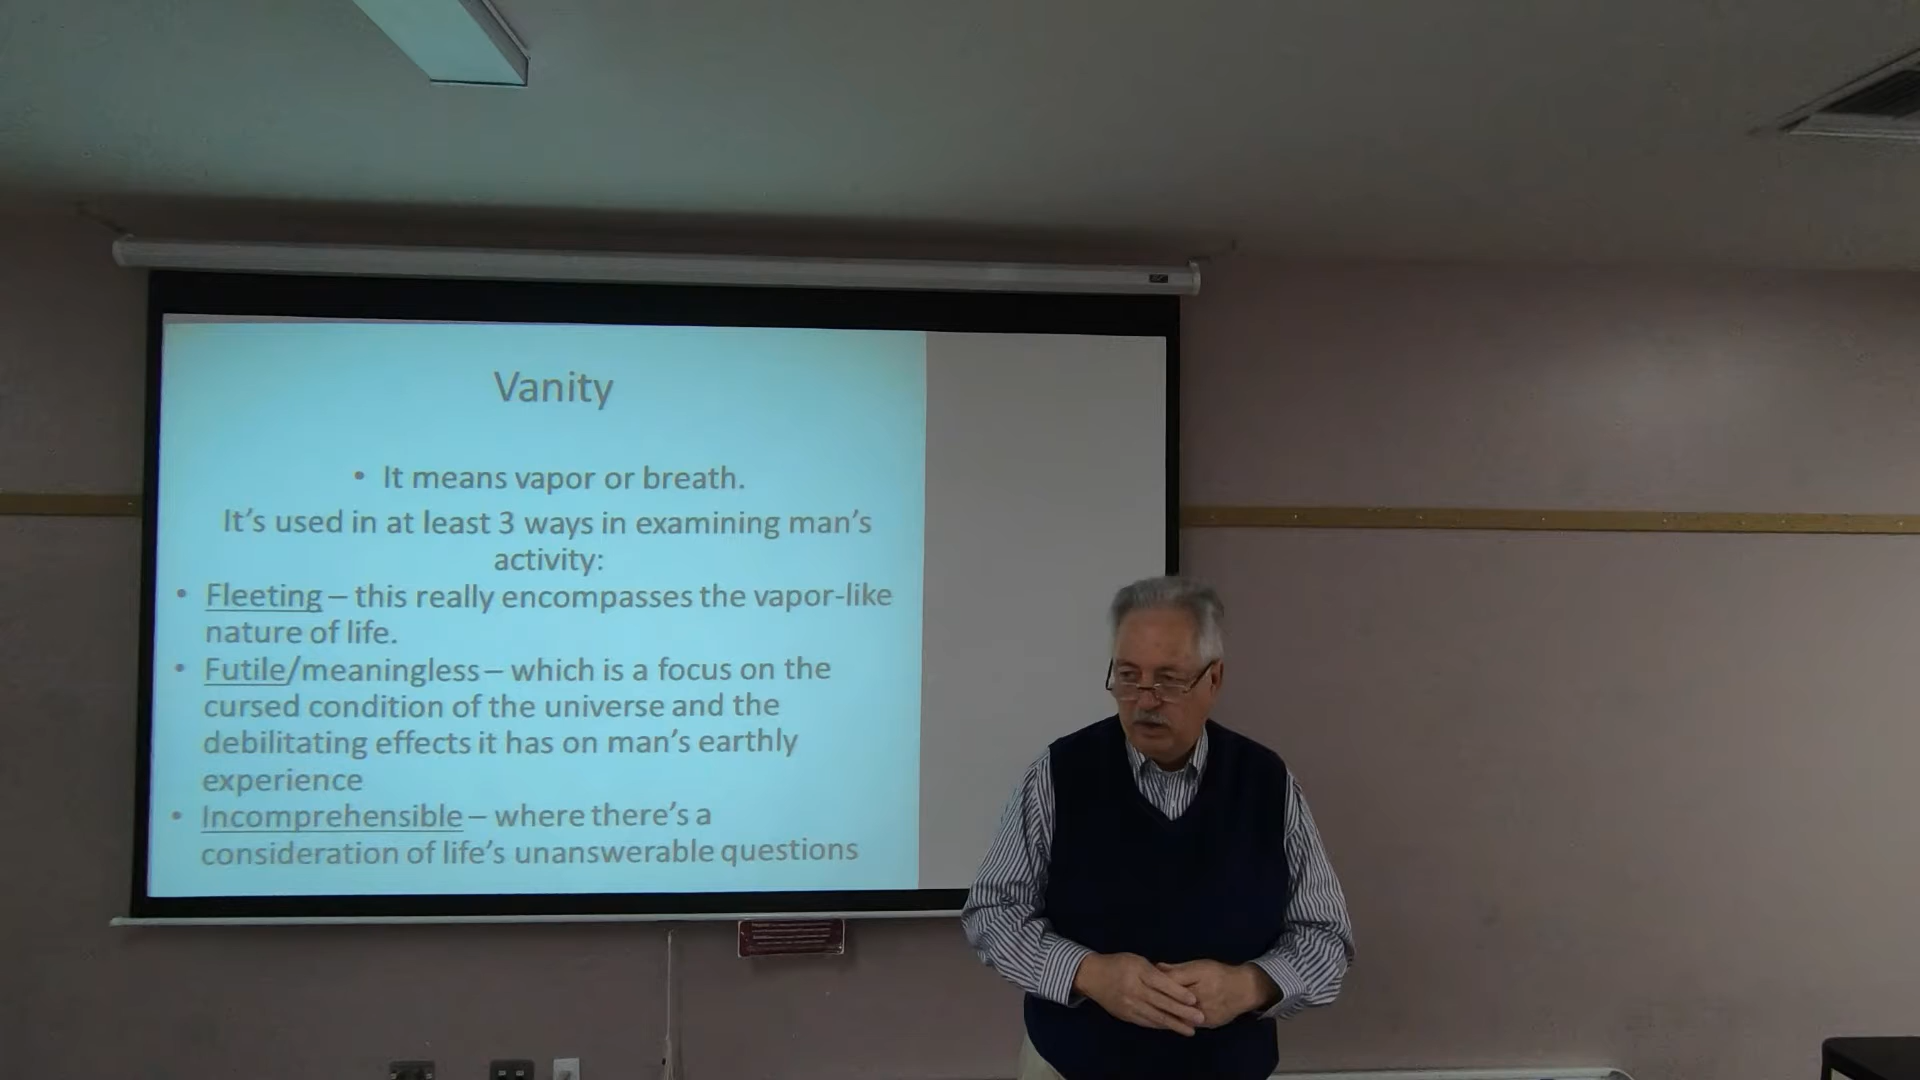 Vanity
• It means vapor or breath.
It's used in at least 3 ways in examining man's
activity:
• Fleeting – this really encompasses the vapor-like
nature of life.
• Futile/meaningless – which is a focus on the
cursed condition of the universe and the
debilitating effects it has on man's earthly
experience
• Incomprehensible – where there's a
consideration of life's unanswerable questions